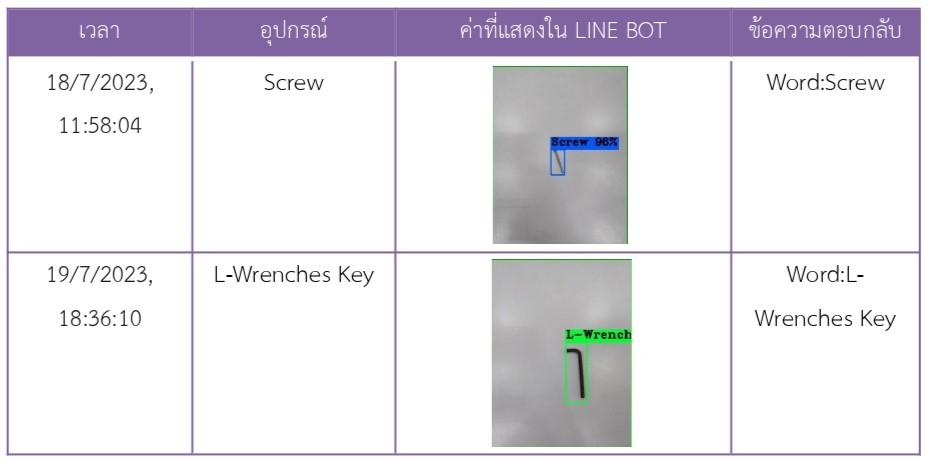 เวลา อุปกรณ์ ค่าที่แสดงใน LINE BOT ข้อความตอบกลับ
18/7/2023, Screw Word:Screw
11:58:04
Screw 96%
19/7/2023, L-Wrenches Key Word:L-
18:36:10 Wrenches Key
L-Wrench